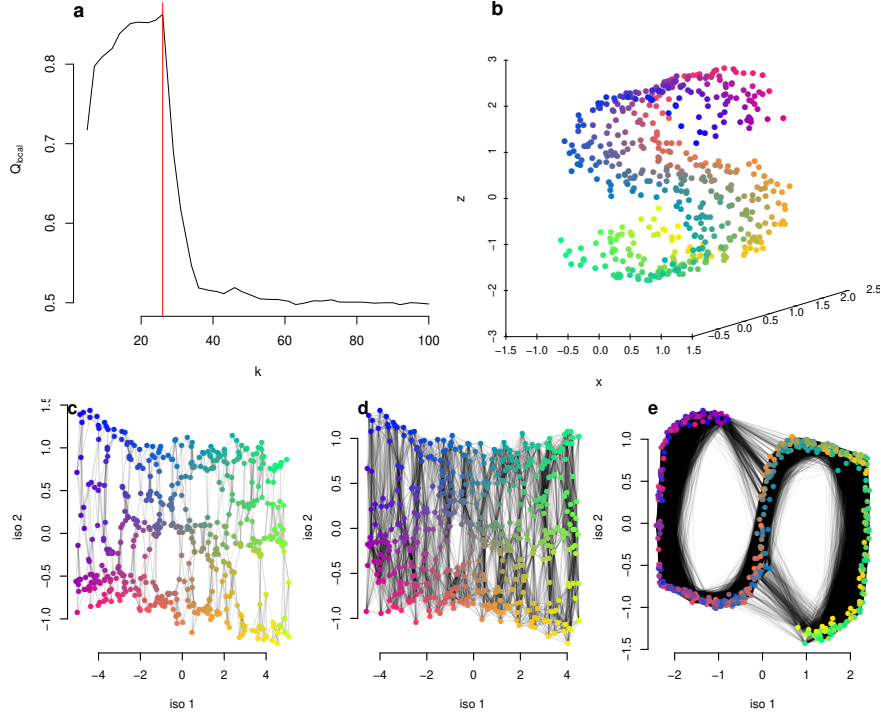 a
0.8
0.7
0.6
0.5
Qlocal
20 40 60 80 100
k
b
3
2
1
0
−1
−2
−3
z
−1.5 −1.0 −0.5 0.0 0.5 1.0 1.5
x
−0.5 0.0 0.5 1.0 1.5 2.0 2.5
c
1.5
1.0
0.5
0.0
−0.5
−1.0
iso 2
−4 −2 0 2 4
iso 1
d
1.0
0.5
0.0
−0.5
−1.0
iso 2
−4 −2 0 2 4
iso 1
e
1.0
0.5
0.0
−0.5
−1.0
−1.5
iso 2
−2 −1 0 1 2
iso 1